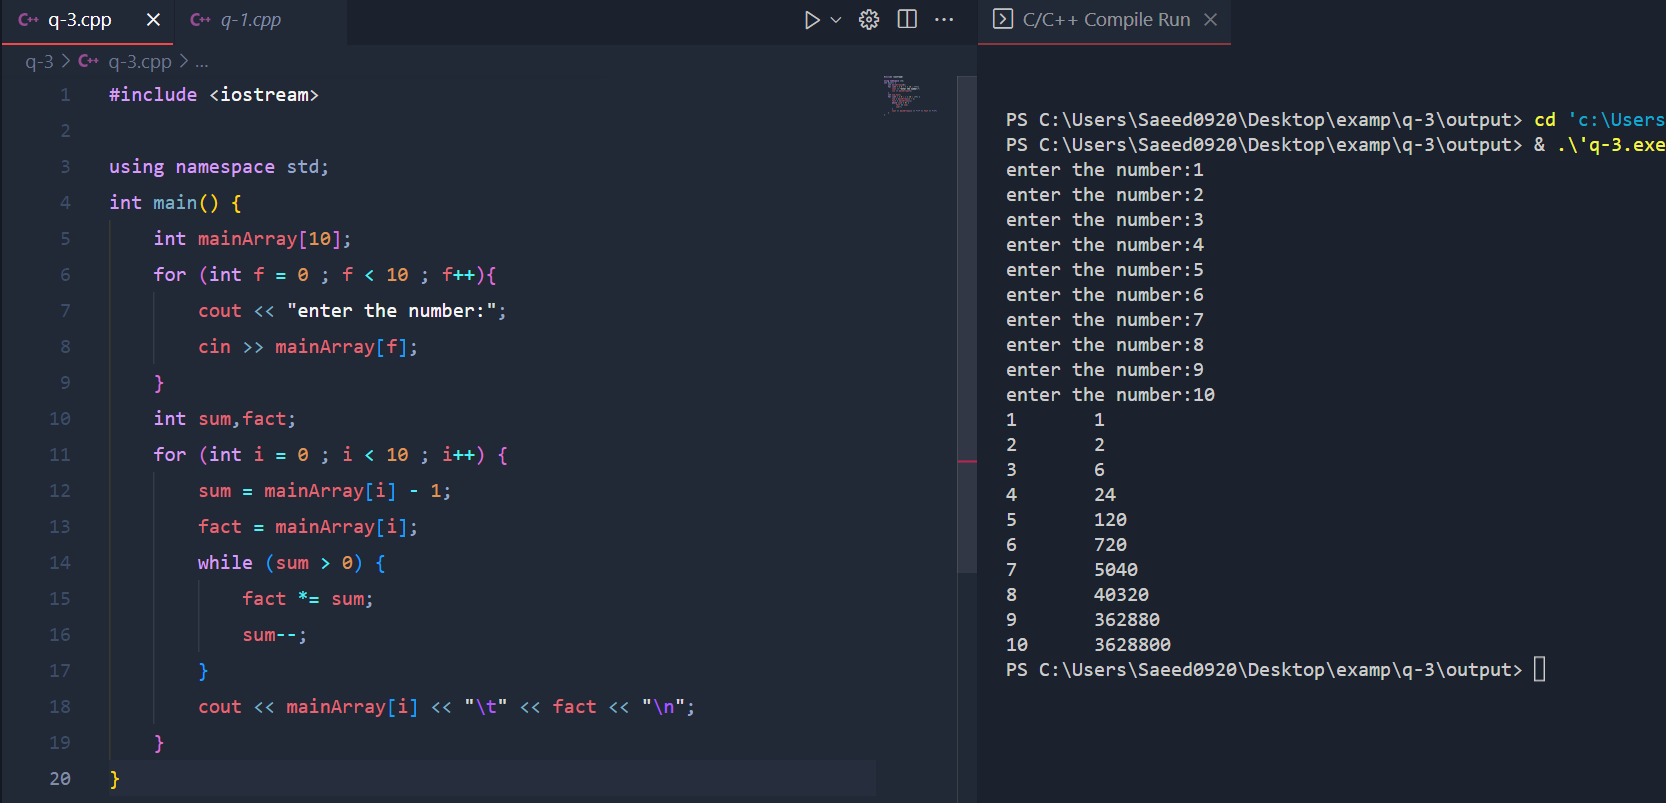 C++ q-3.cpp
C++ q-1.cpp
q-3 > C++ q-3.cpp > ...
1 #include <iostream>
2
3 using namespace std;
4 int main() {
5     int mainArray[10];
6     for (int f = 0 ; f < 10 ; f++){
7         cout << "enter the number:";
8         cin >> mainArray[f];
9     }
10     int sum,fact;
11     for (int i = 0 ; i < 10 ; i++) {
12         sum = mainArray[i] - 1;
13         fact = mainArray[i];
14         while (sum > 0) {
15             fact *= sum;
16             sum--;
17         }
18         cout << mainArray[i] << "\t" << fact << "\n";
19     }
20 }
C/C++ Compile Run
PS C:\Users\Saeed0920\Desktop\examp\q-3\output> cd 'c:\Users
PS C:\Users\Saeed0920\Desktop\examp\q-3\output> & .\'q-3.exe
enter the number:1
enter the number:2
enter the number:3
enter the number:4
enter the number:5
enter the number:6
enter the number:7
enter the number:8
enter the number:9
enter the number:10
1       1
2       2
3       6
4       24
5       120
6       720
7       5040
8       40320
9       362880
10      3628800
PS C:\Users\Saeed0920\Desktop\examp\q-3\output>